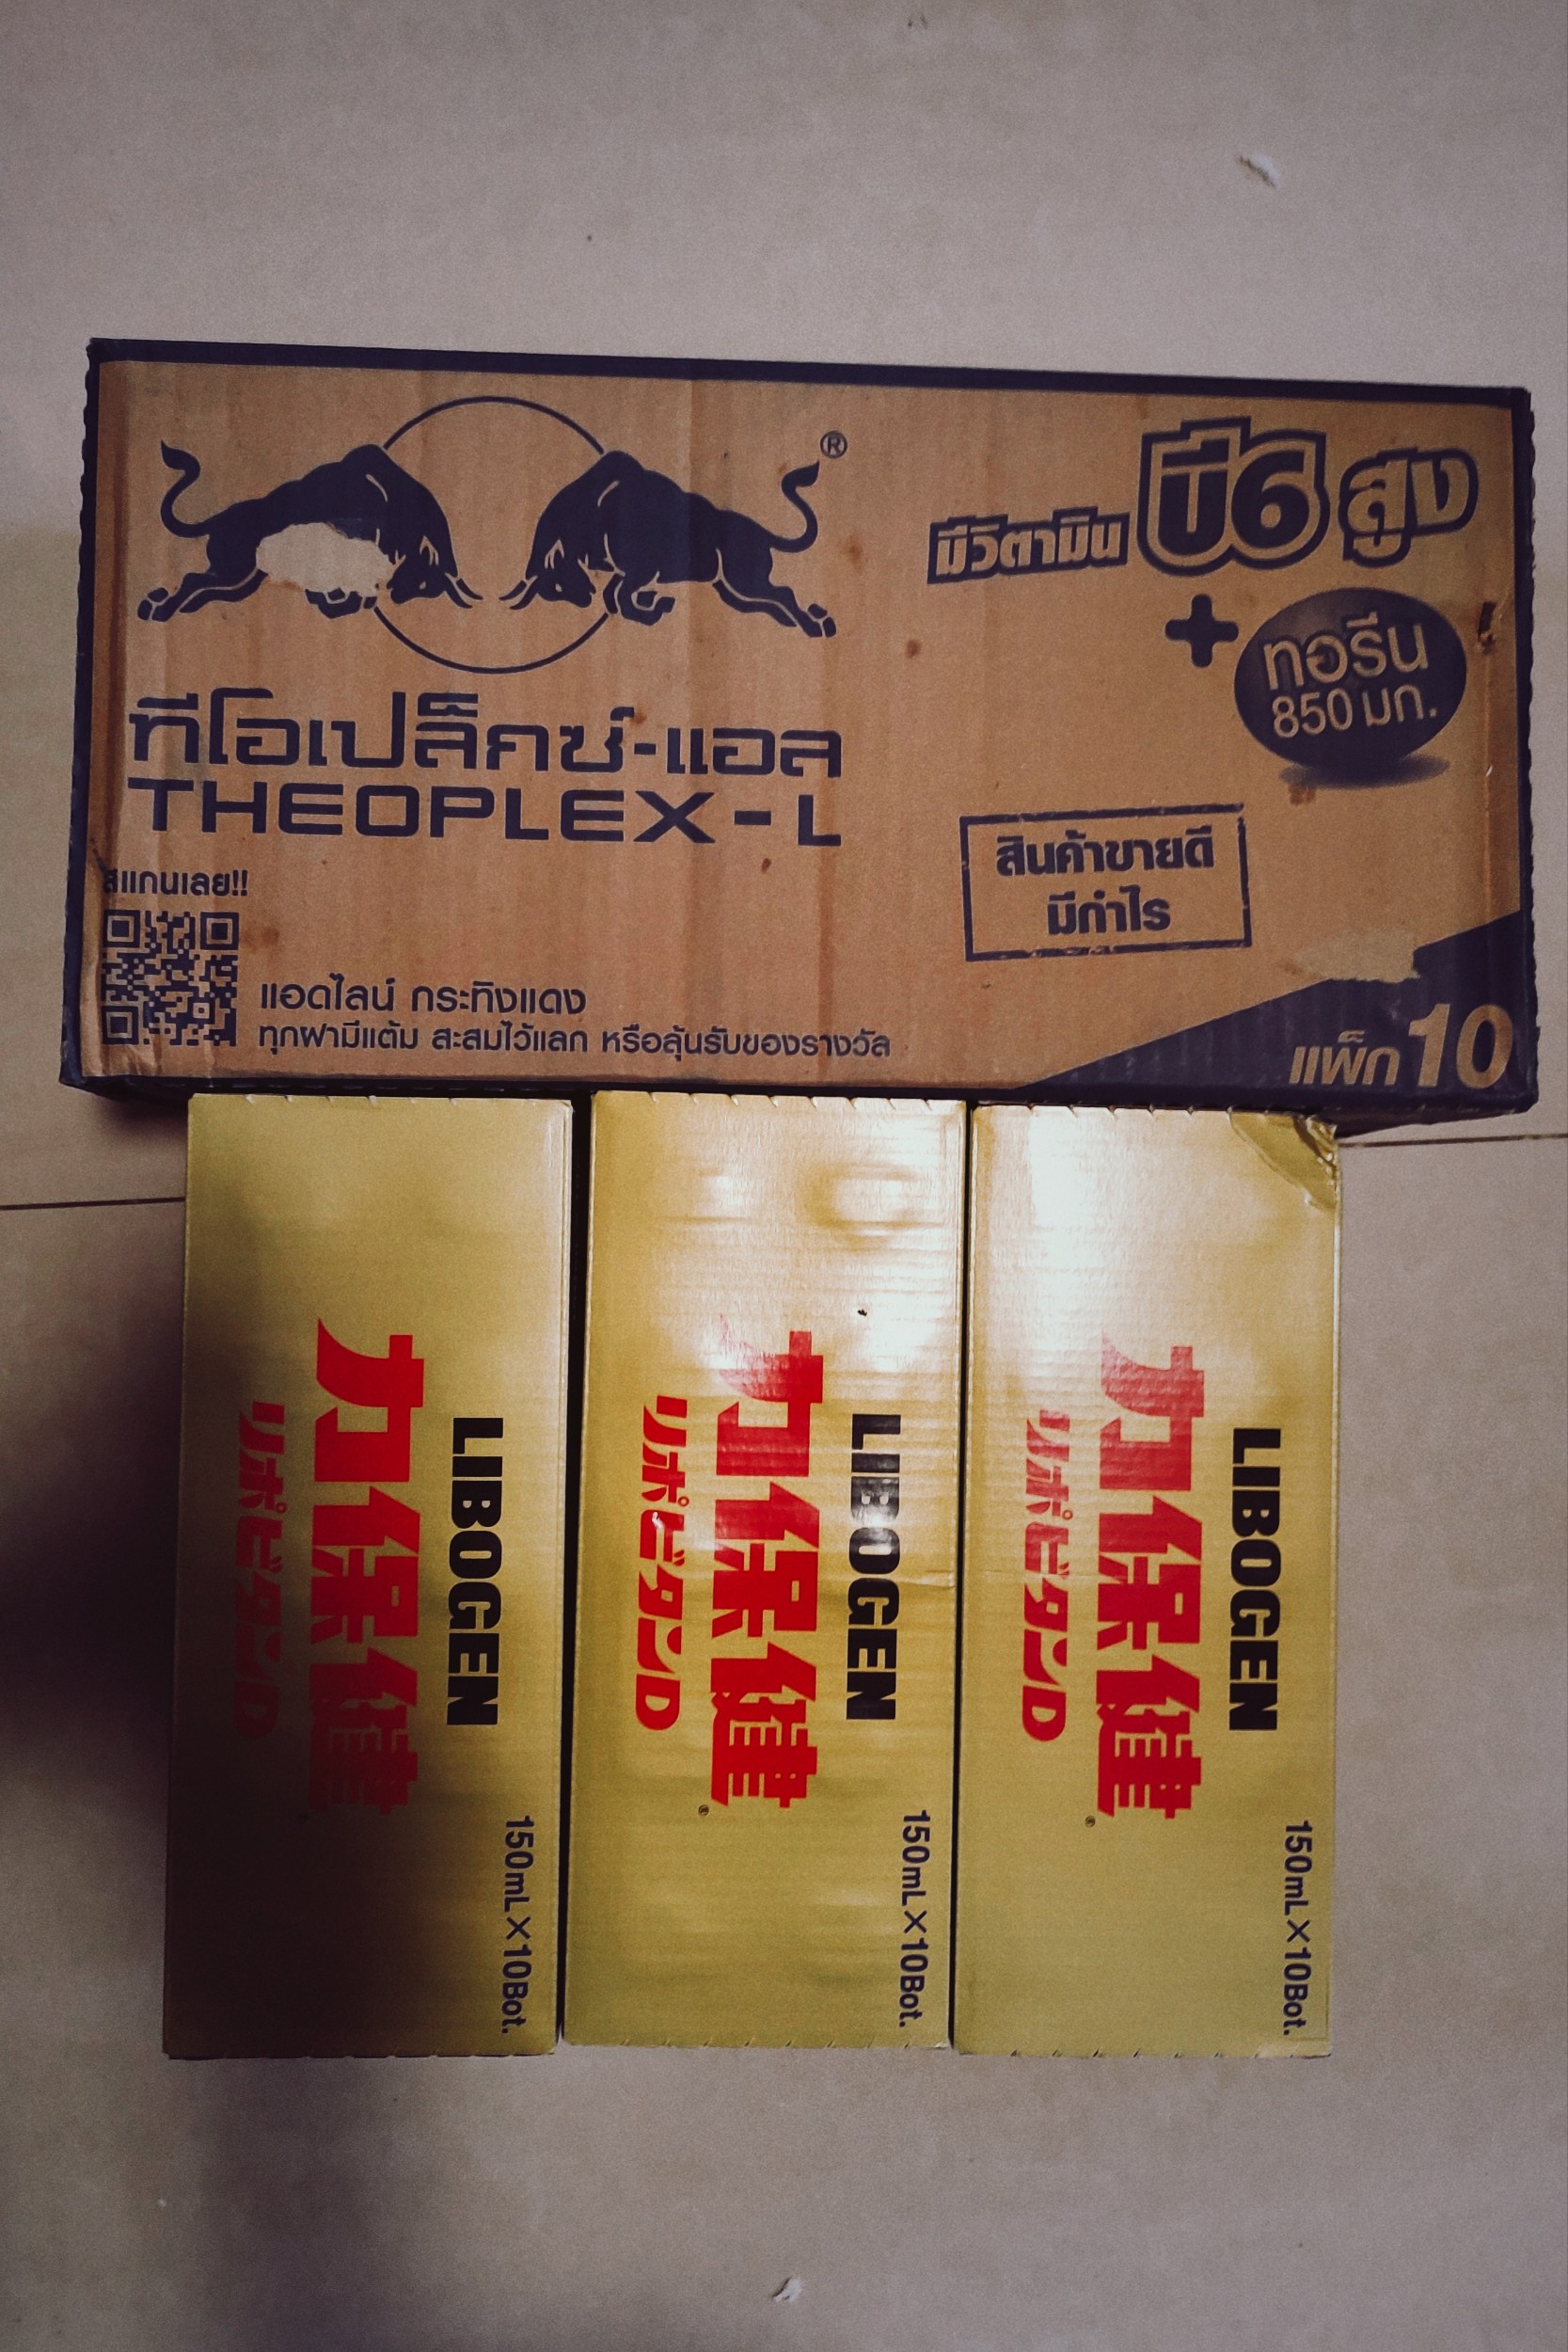 ®
ทีโอเปล็กซ์-แอล
THEOPLEX-L
มีวิตามิน บี6 สูง
+ ทอรีน
850 มก.
สินค้าขายดี
มีกำไร
สแกนเลย!!
แอดไลน์ กระทิงแดง
ทุกฝามีแต้ม สะสมไว้แลก หรือลุ้นรับของรางวัล
แพ็ก 10
LIBOGEN
力保健
リポビタンD
150mL×10Bot.
LIBOGEN
力保健®
リポビタンD
150mL×10Bot.
LIBOGEN
力保健®
リポビタンD
150mL×10Bot.